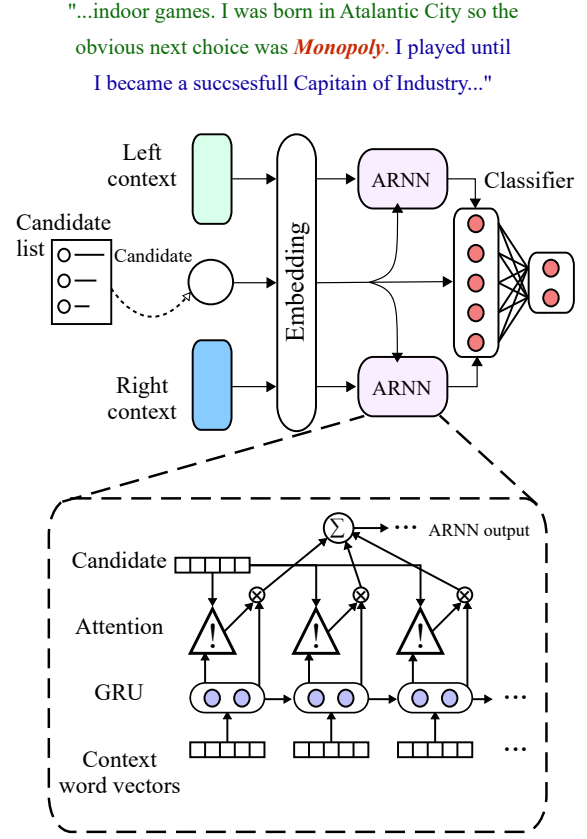 "...indoor games. I was born in Atalantic City so the
obvious next choice was Monopoly. I played until
I became a succsesfull Capitain of Industry..."
Left
context
ARNN
Classifier
Candidate
list
Candidate
Embedding
Right
context
ARNN
Σ
... ARNN output
Candidate
Attention
! ! !
GRU
...
Context
word vectors
...